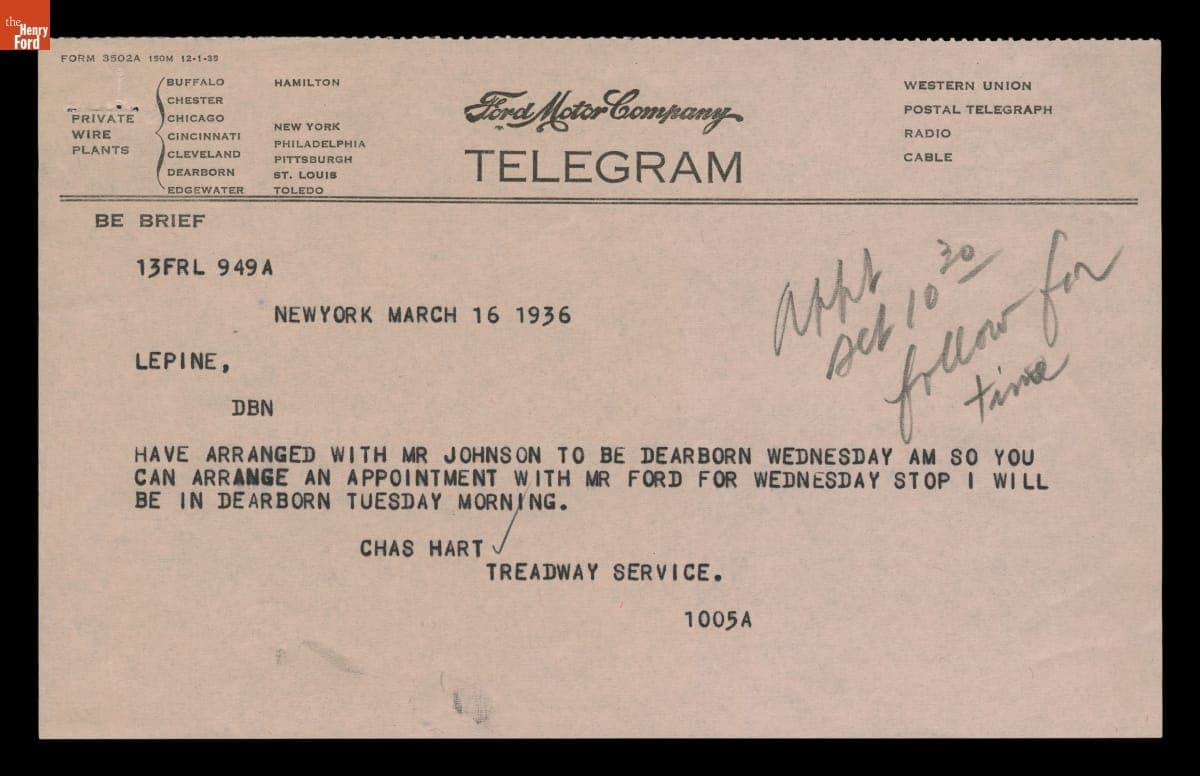 the
Henry
Ford
FORM 3502A 150M 12-1-35
PRIVATE
WIRE
PLANTS
BUFFALO
CHESTER
CHICAGO
CINCINNATI
CLEVELAND
DEARBORN
EDGEWATER
HAMILTON
NEW YORK
PHILADELPHIA
PITTSBURGH
ST. LOUIS
TOLEDO
Ford Motor Company
TELEGRAM
WESTERN UNION
POSTAL TELEGRAPH
RADIO
CABLE
BE BRIEF
13FRL 949A
NEWYORK MARCH 16 1936
LEPINE,
DBN
Appt
set 10 30
follow for
time
HAVE ARRANGED WITH MR JOHNSON TO BE DEARBORN WEDNESDAY AM SO YOU
CAN ARRANGE AN APPOINTMENT WITH MR FORD FOR WEDNESDAY STOP I WILL
BE IN DEARBORN TUESDAY MORNING.
CHAS HART
TREADWAY SERVICE.
1005A